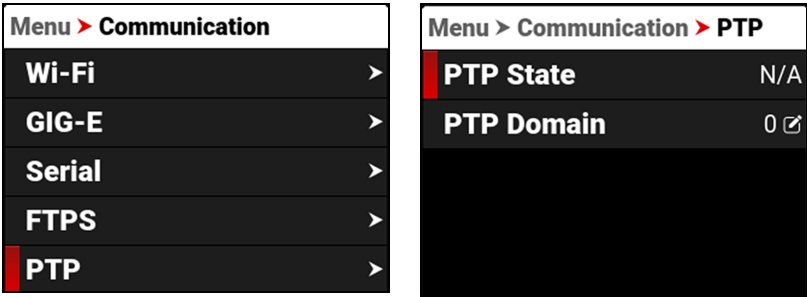 Menu ➤ Communication
Wi-Fi
GIG-E
Serial
FTPS
PTP
Menu ➤ Communication ➤ PTP
PTP State N/A
PTP Domain 0